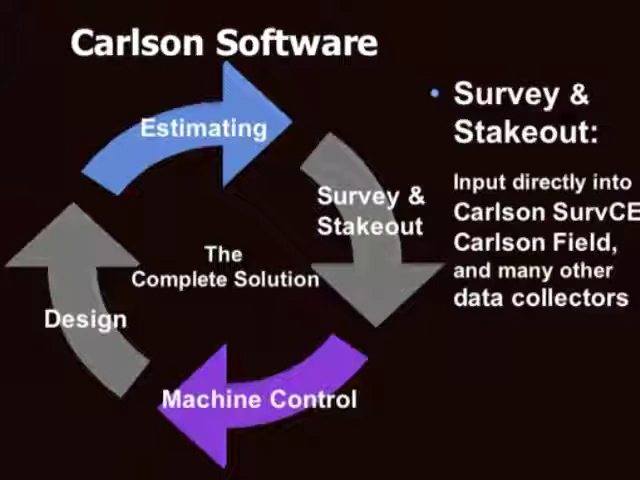 Carlson Software
Estimating
Survey &
Stakeout
The
Complete Solution
Design
Machine Control
• Survey &
Stakeout:
Input directly into
Carlson SurvCE
Carlson Field,
and many other
data collectors